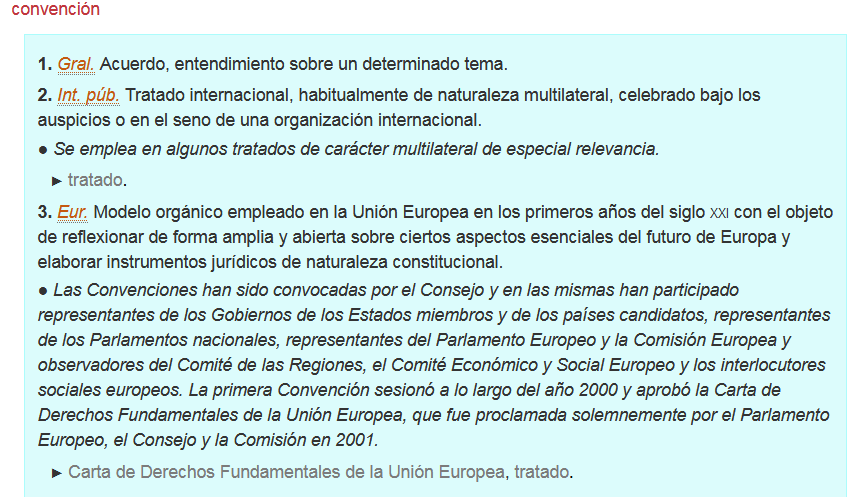 convención
1. Gral. Acuerdo, entendimiento sobre un determinado tema.
2. Int. púb. Tratado internacional, habitualmente de naturaleza multilateral, celebrado bajo los
auspicios o en el seno de una organización internacional.
● Se emplea en algunos tratados de carácter multilateral de especial relevancia.
► tratado.
3. Eur. Modelo orgánico empleado en la Unión Europea en los primeros años del siglo XXI con el objeto
de reflexionar de forma amplia y abierta sobre ciertos aspectos esenciales del futuro de Europa y
elaborar instrumentos jurídicos de naturaleza constitucional.
● Las Convenciones han sido convocadas por el Consejo y en las mismas han participado
representantes de los Gobiernos de los Estados miembros y de los países candidatos, representantes
de los Parlamentos nacionales, representantes del Parlamento Europeo y la Comisión Europea y
observadores del Comité de las Regiones, el Comité Económico y Social Europeo y los interlocutores
sociales europeos. La primera Convención sesionó a lo largo del año 2000 y aprobó la Carta de
Derechos Fundamentales de la Unión Europea, que fue proclamada solemnemente por el Parlamento
Europeo, el Consejo y la Comisión en 2001.
► Carta de Derechos Fundamentales de la Unión Europea, tratado.